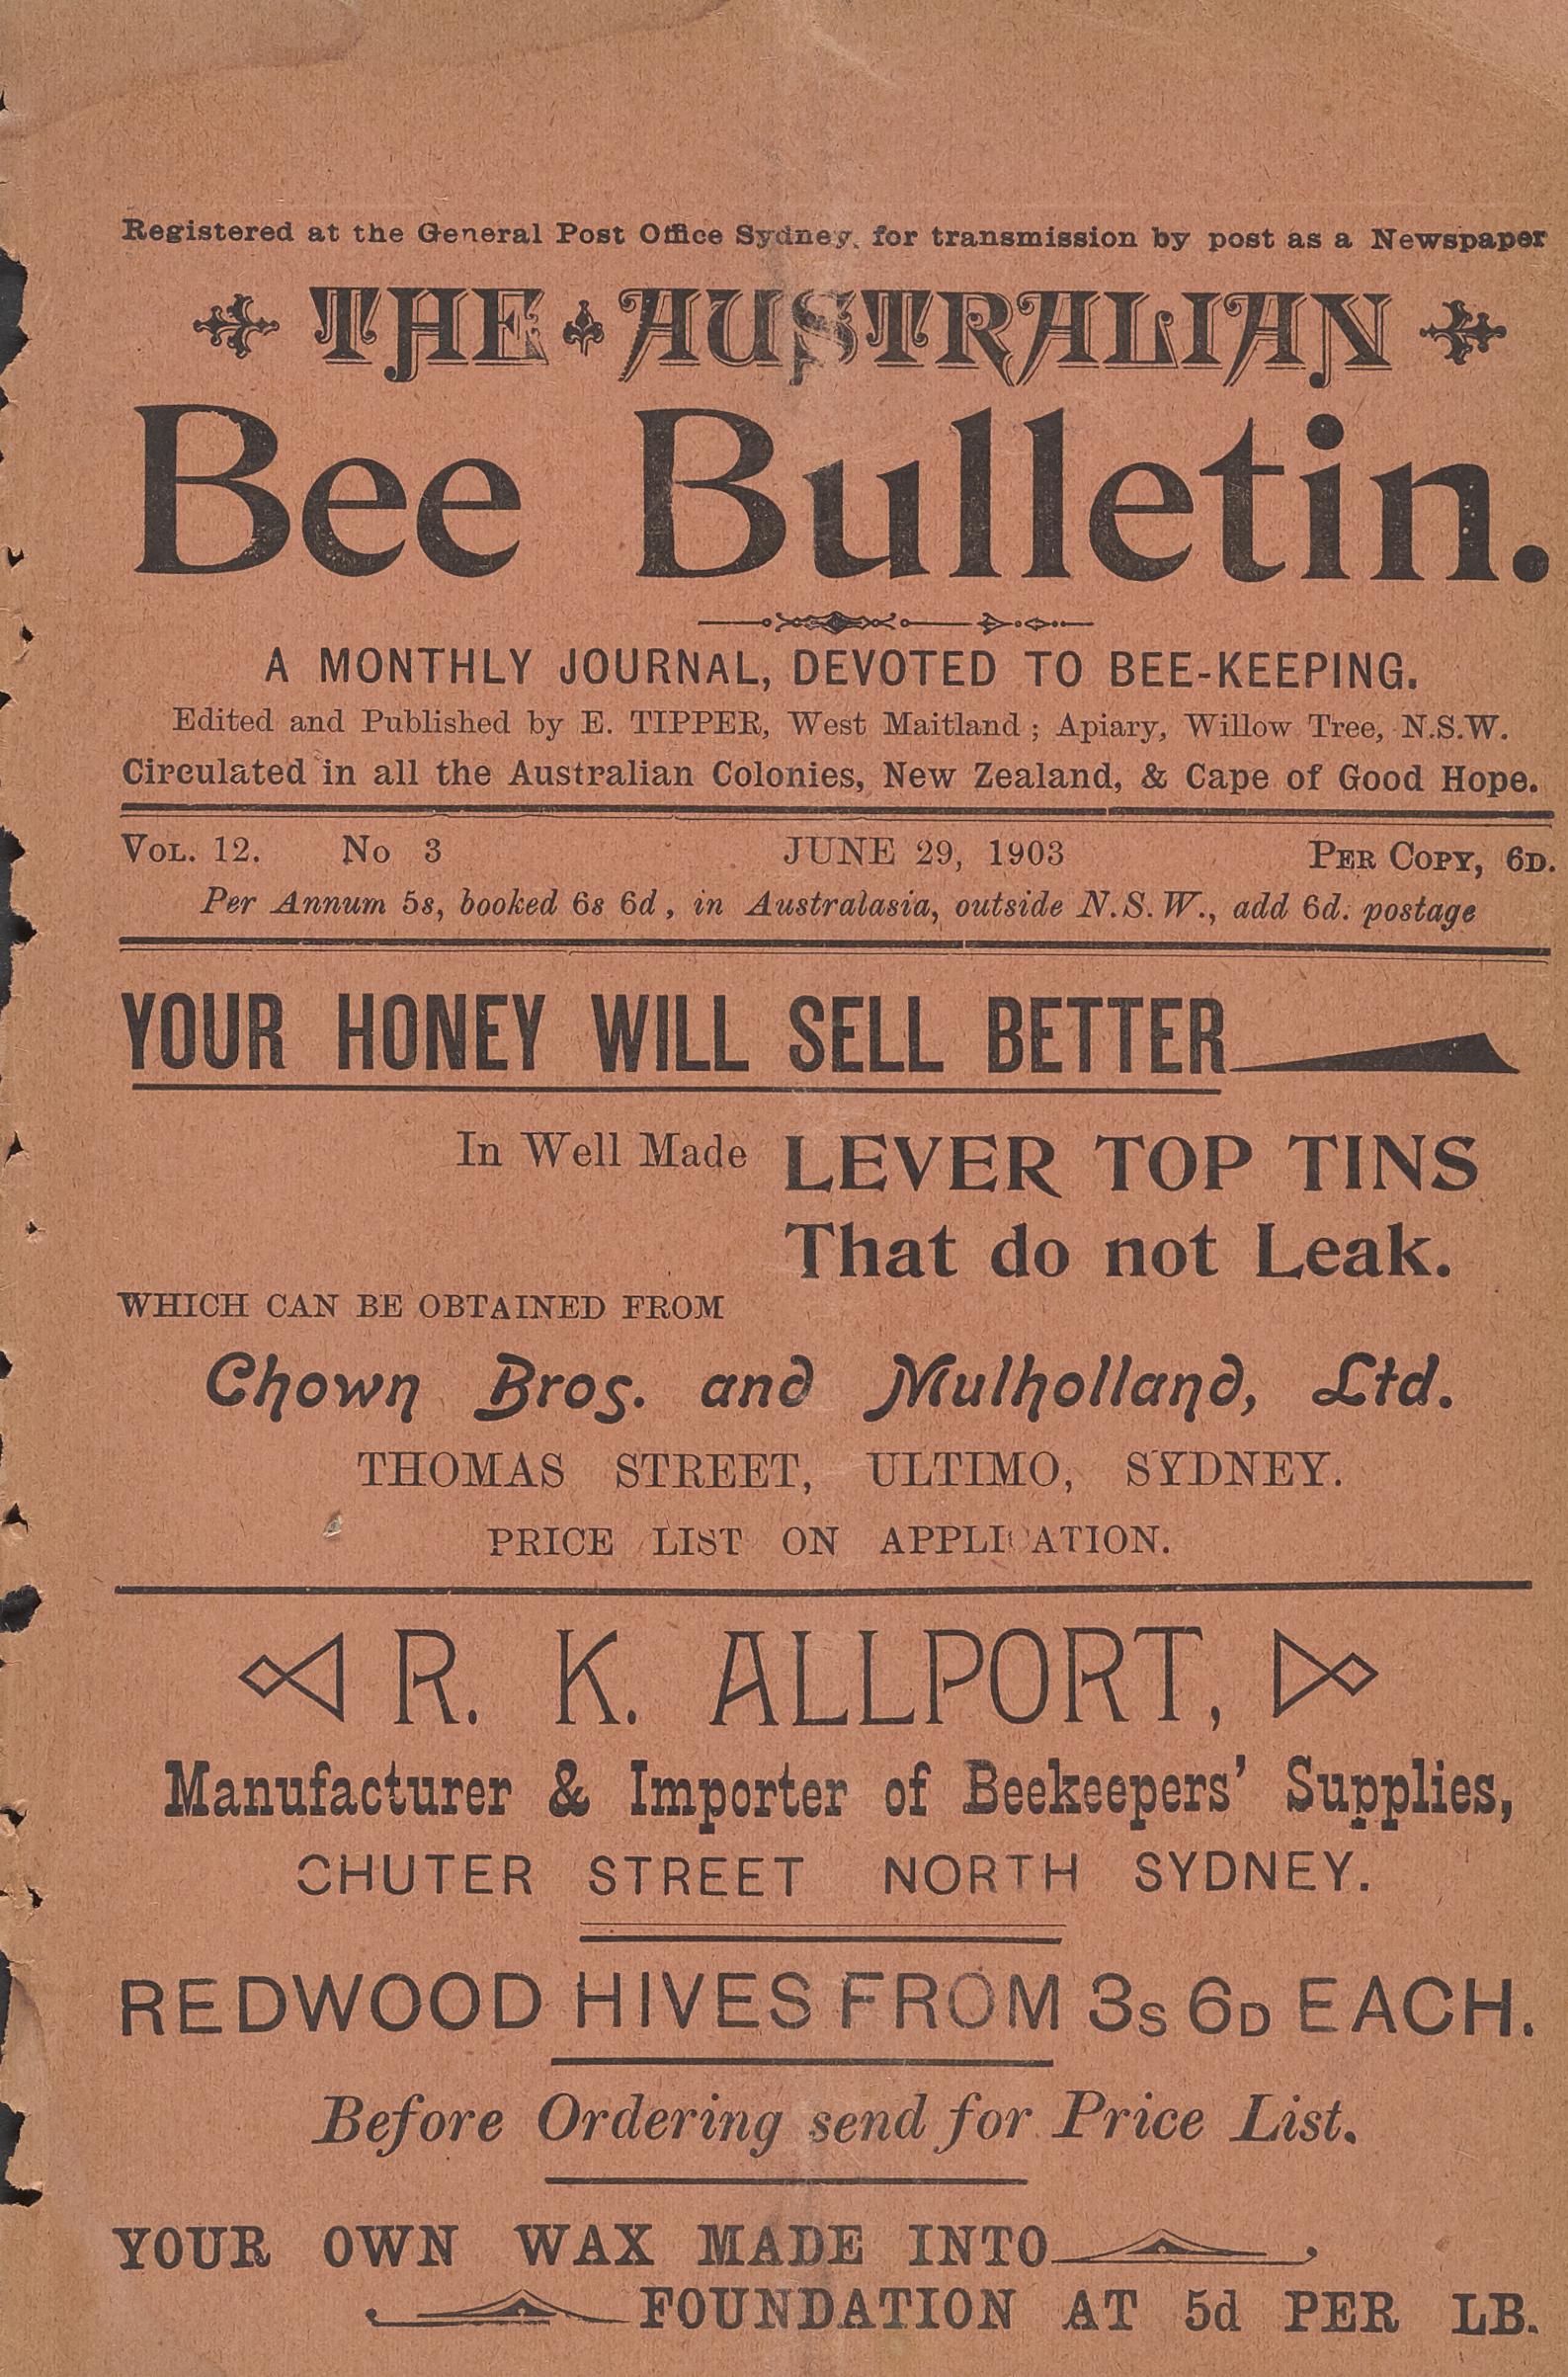 Registered at the General Post Office Sydney, for transmission by post as a Newspaper
THE AUSTRALIAN
Bee Bulletin.
A MONTHLY JOURNAL, DEVOTED TO BEE-KEEPING.
Edited and Published by E. TIPPER, West Maitland; Apiary, Willow Tree, N.S.W.
Circulated in all the Australian Colonies, New Zealand, & Cape of Good Hope.
VOL. 12. No 3 JUNE 29, 1903 PER COPY, 6D.
Per Annum 5s, booked 6s 6d, in Australasia, outside N.S.W., add 6d. postage
YOUR HONEY WILL SELL BETTER
In Well Made LEVER TOP TINS
That do not Leak.
WHICH CAN BE OBTAINED FROM
Chown Bros. and Mulholland, Ltd.
THOMAS STREET, ULTIMO, SYDNEY.
PRICE LIST ON APPLICATION.
R. K. ALLPORT,
Manufacturer & Importer of Beekeepers' Supplies,
CHUTER STREET NORTH SYDNEY.
REDWOOD HIVES FROM 3S 6D EACH.
Before Ordering send for Price List.
YOUR OWN WAX MADE INTO
FOUNDATION AT 5d PER LB.